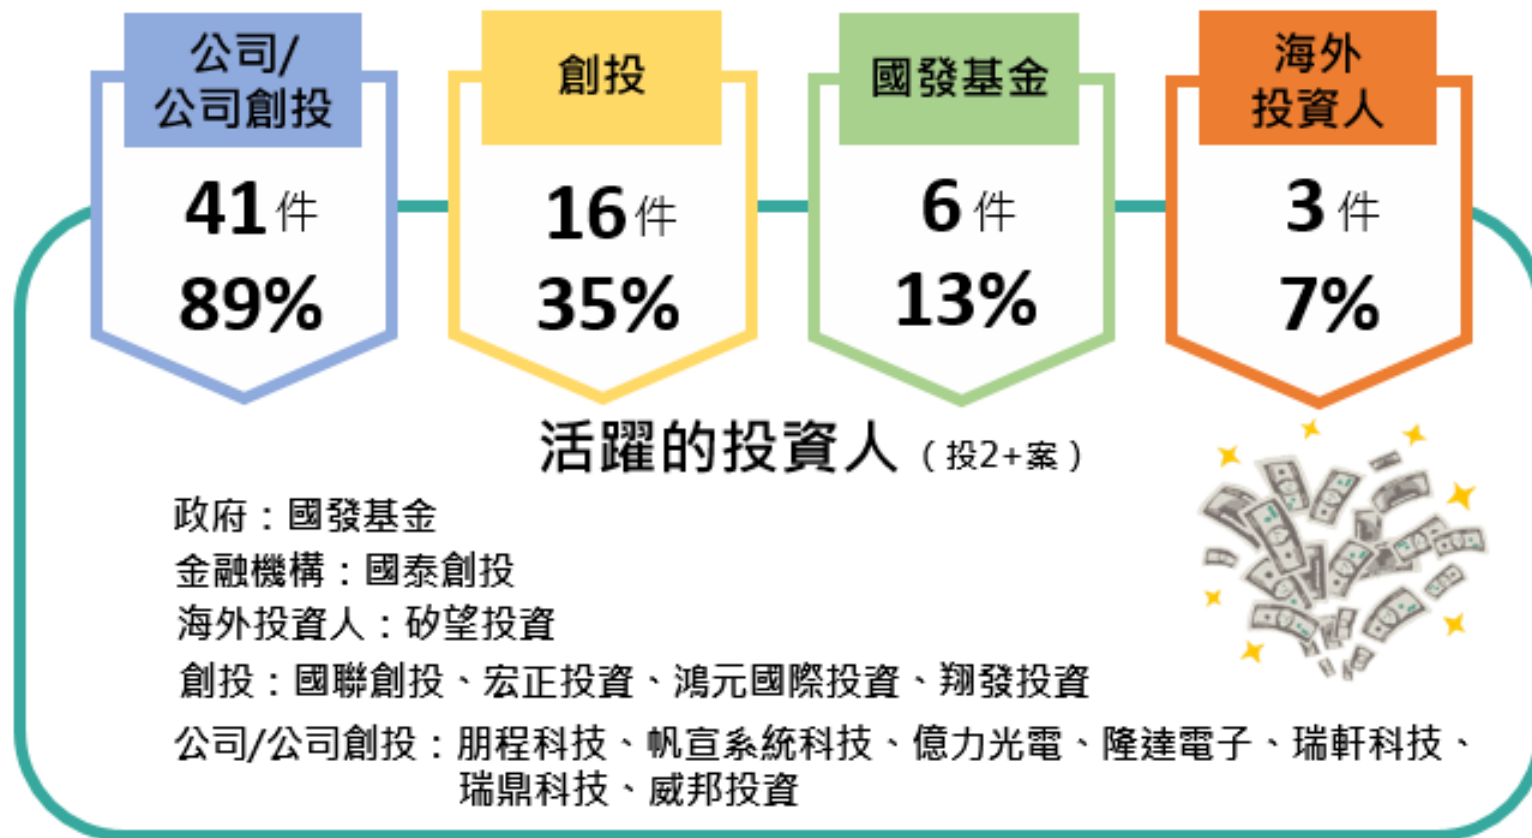 公司/
公司創投
41件
89%
創投
16件
35%
國發基金
6件
13%
海外
投資人
3件
7%
活躍的投資人（投2+案）
政府：國發基金
金融機構：國泰創投
海外投資人：矽望投資
創投：國聯創投、宏正投資、鴻元國際投資、翔發投資
公司/公司創投：朋程科技、帆宣系統科技、億力光電、隆達電子、瑞軒科技、
瑞鼎科技、威邦投資